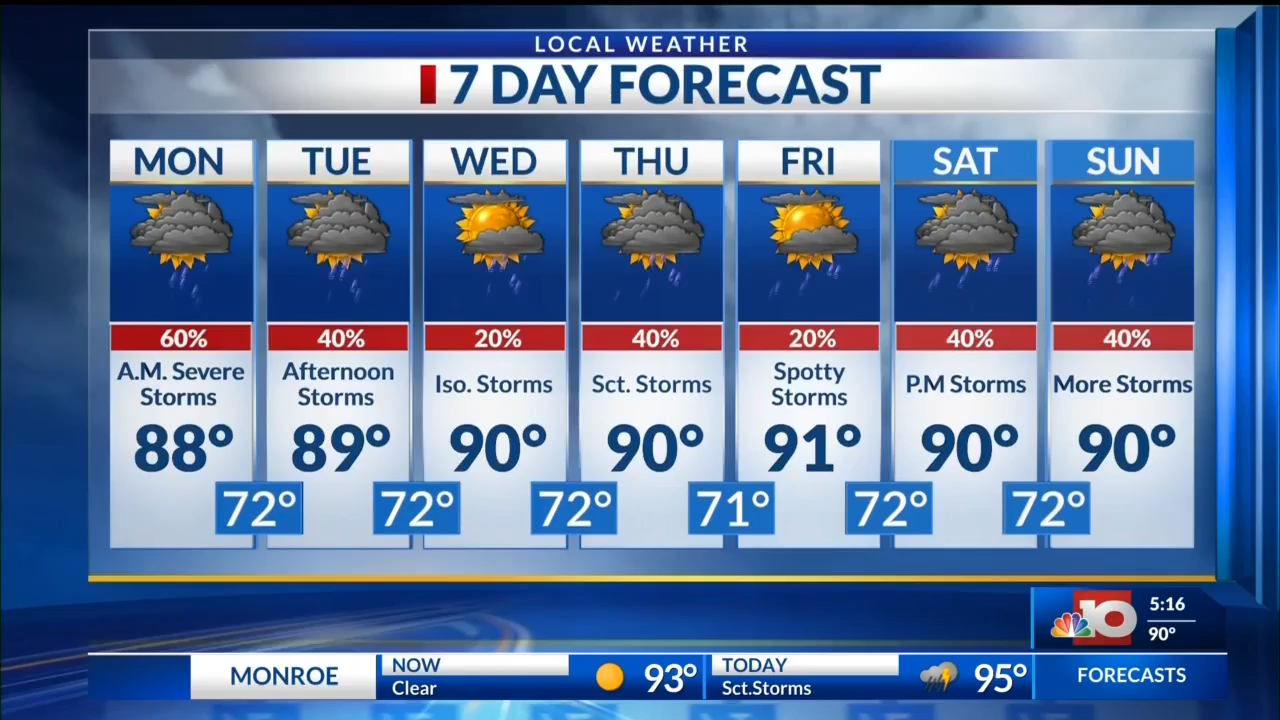 LOCAL WEATHER
7 DAY FORECAST
MON TUE WED THU FRI SAT SUN
60% 40% 20% 40% 20% 40% 40%
A.M. Severe
Storms
Afternoon
Storms
Iso. Storms
Sct. Storms
Spotty
Storms
P.M Storms
More Storms
88° 89° 90° 90° 91° 90° 90°
72° 72° 72° 71° 72° 72°
10
5:16
90°
MONROE
NOW
Clear
93°
TODAY
Sct.Storms
95°
FORECASTS